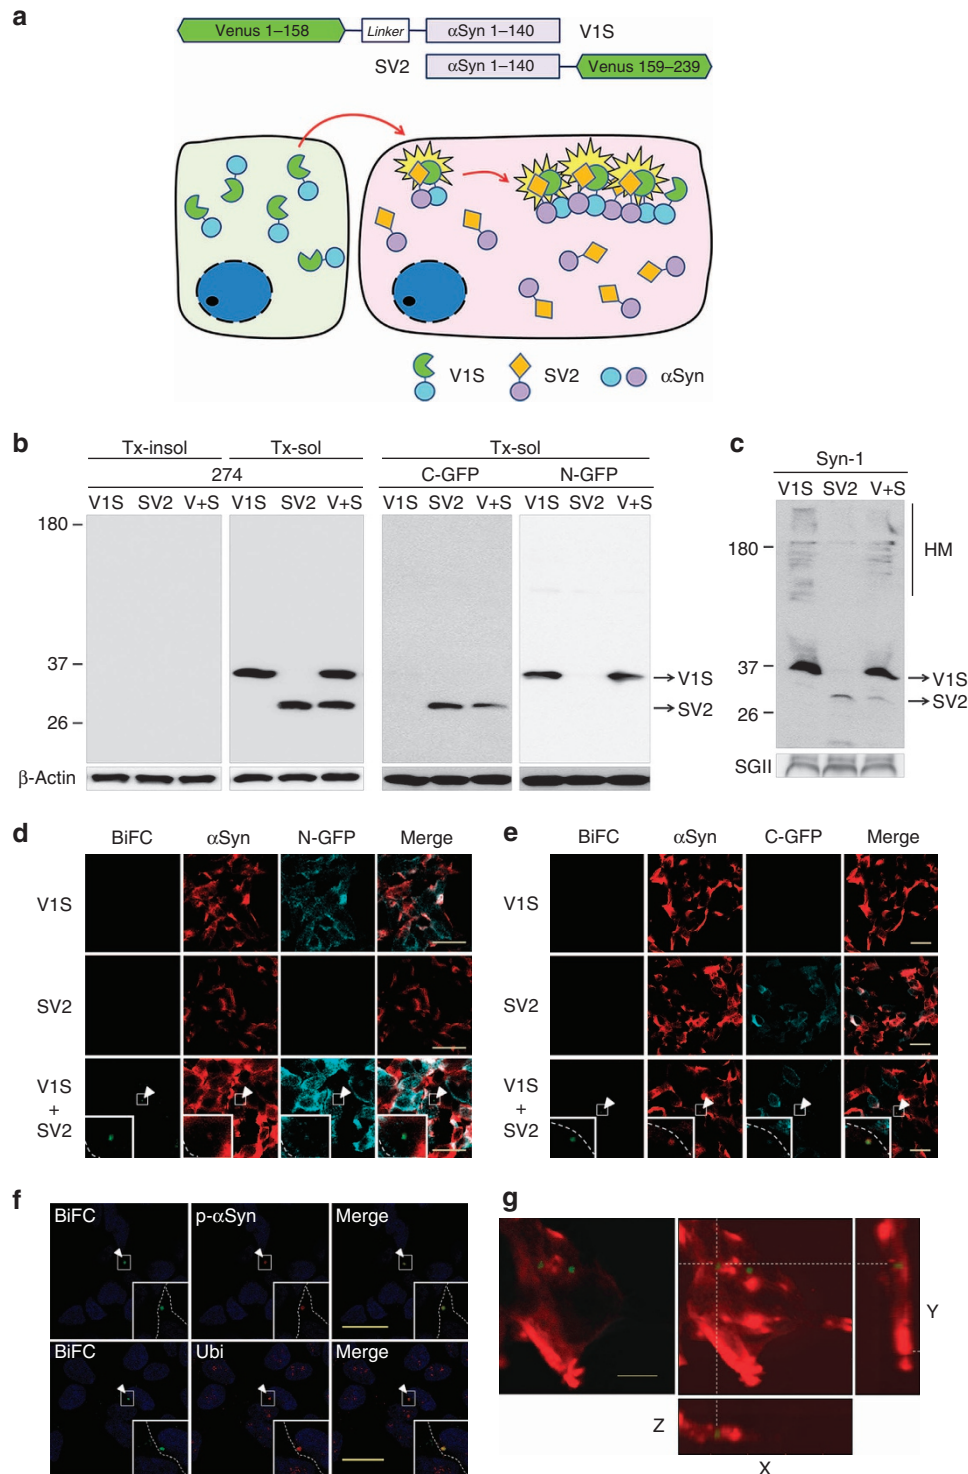 a
Venus 1–158 Linker αSyn 1–140 V1S
SV2 αSyn 1–140 Venus 159–239
V1S SV2 αSyn
b
Tx-insol Tx-sol Tx-sol
274 C-GFP N-GFP
V1S SV2 V+S V1S SV2 V+S V1S SV2 V+S V1S SV2 V+S
180
37
26
V1S
SV2
β-Actin
c
Syn-1
V1S SV2 V+S
180
HM
37
V1S
SV2
26
SGII
d
BiFC αSyn N-GFP Merge
V1S
SV2
V1S
+
SV2
e
BiFC αSyn C-GFP Merge
V1S
SV2
V1S
+
SV2
f
BiFC p-αSyn Merge
BiFC Ubi Merge
g
Y
Z
X